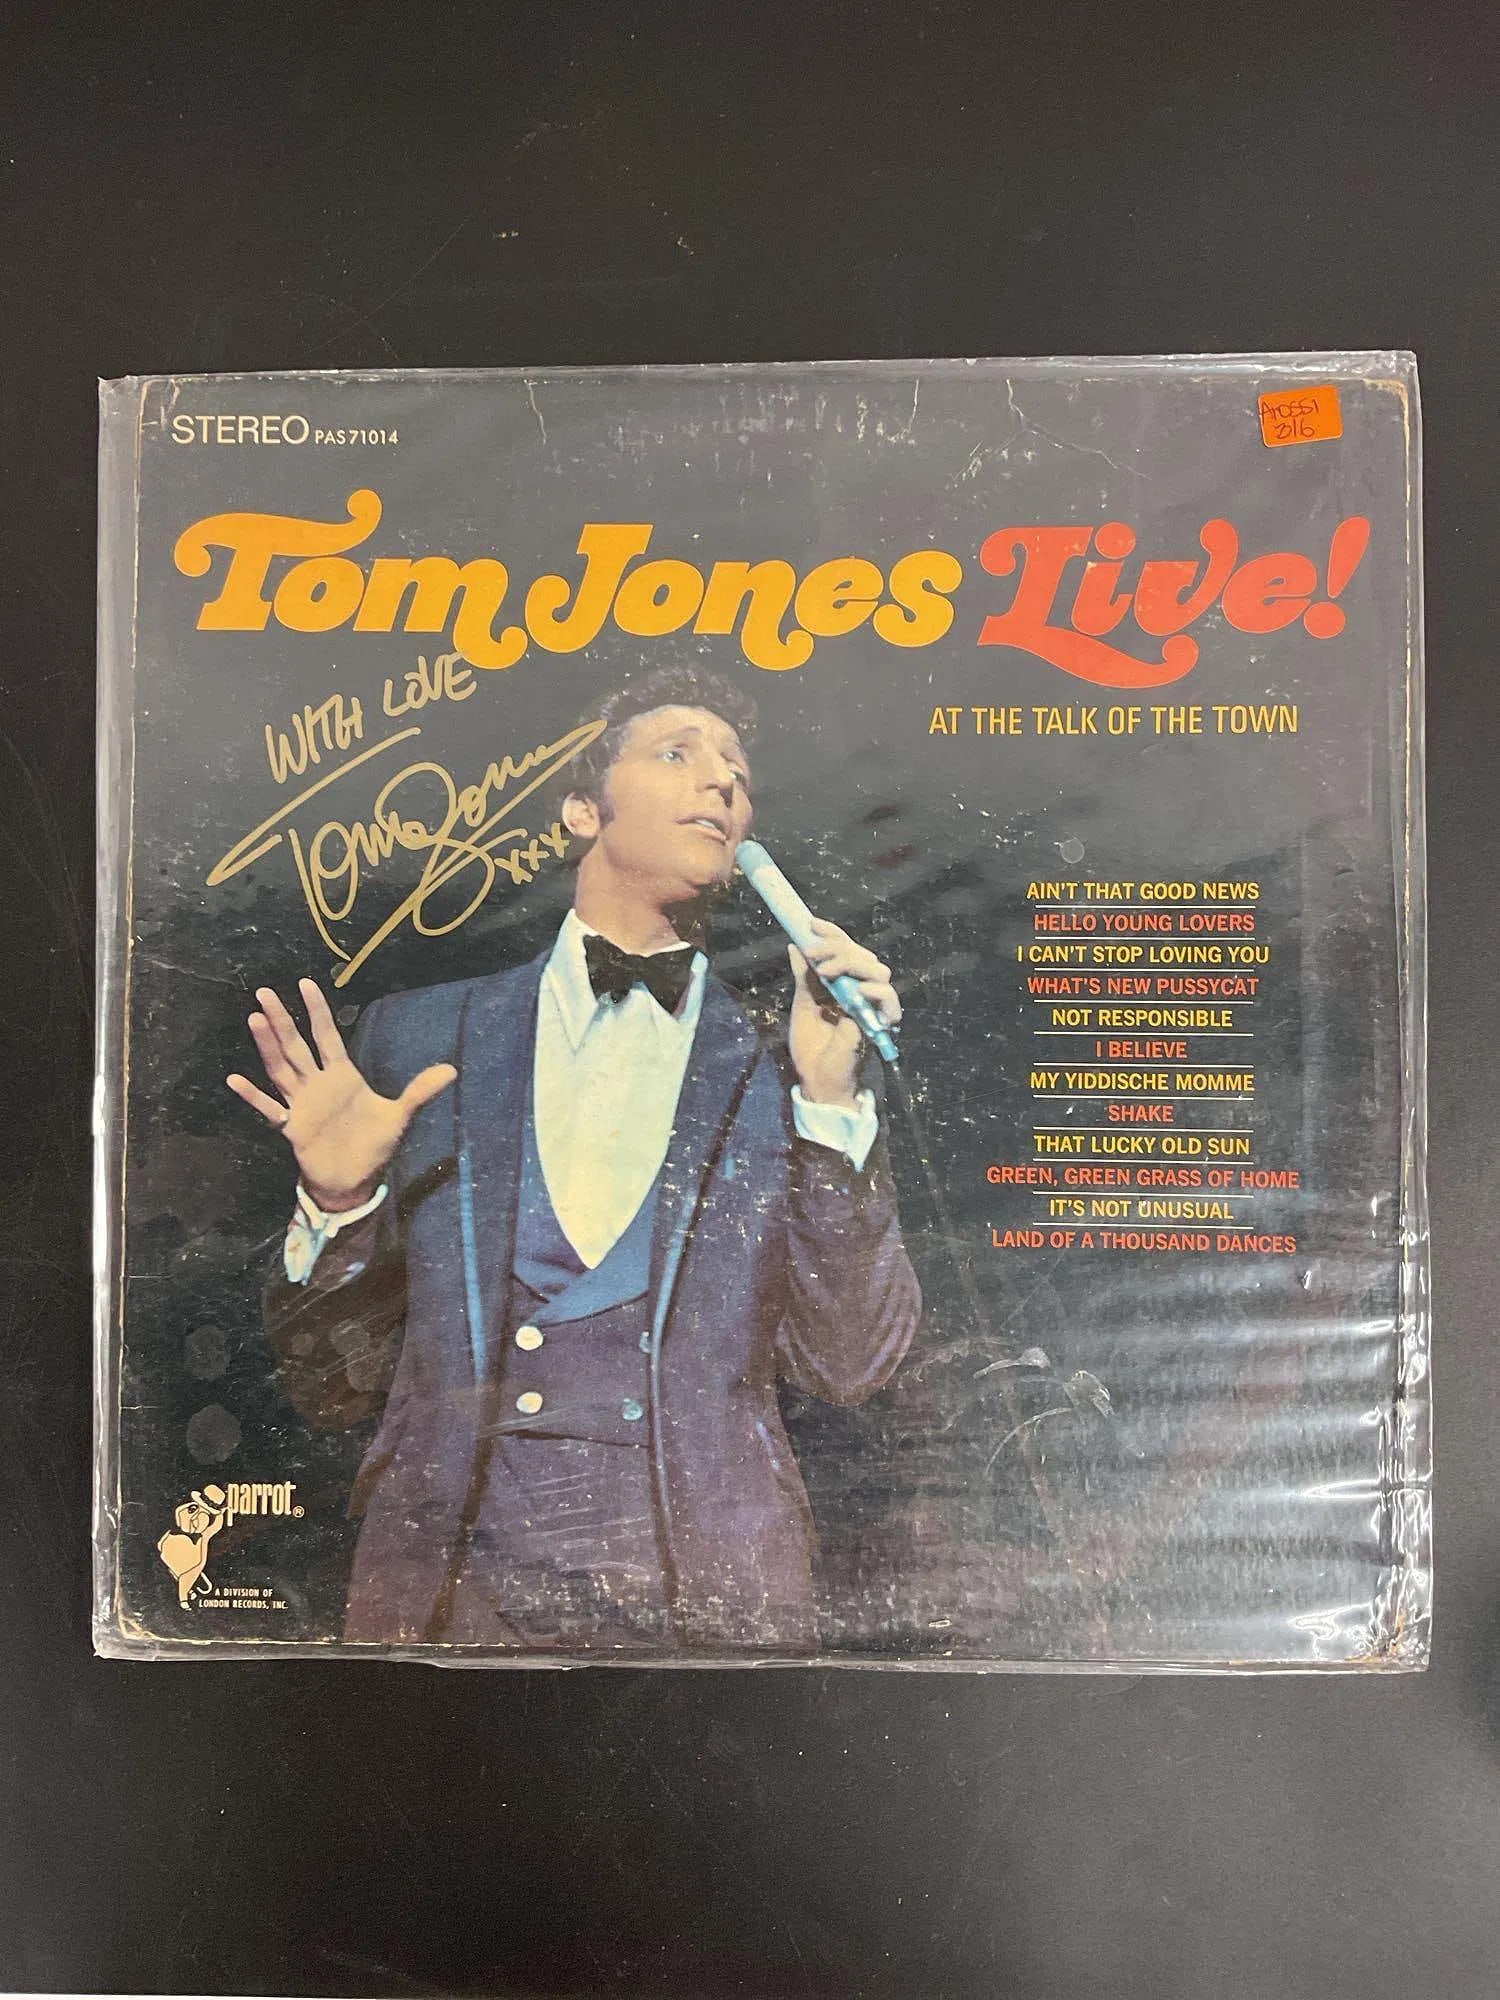 STEREO PAS 71014
Ar0551
316
Tom Jones Live!
AT THE TALK OF THE TOWN
WITH LOVE
Tom Jones
xxx
AIN'T THAT GOOD NEWS
HELLO YOUNG LOVERS
I CAN'T STOP LOVING YOU
WHAT'S NEW PUSSYCAT
NOT RESPONSIBLE
I BELIEVE
MY YIDDISCHE MOMME
SHAKE
THAT LUCKY OLD SUN
GREEN, GREEN GRASS OF HOME
IT'S NOT UNUSUAL
LAND OF A THOUSAND DANCES
parrot®
A DIVISION OF
LONDON RECORDS, INC.